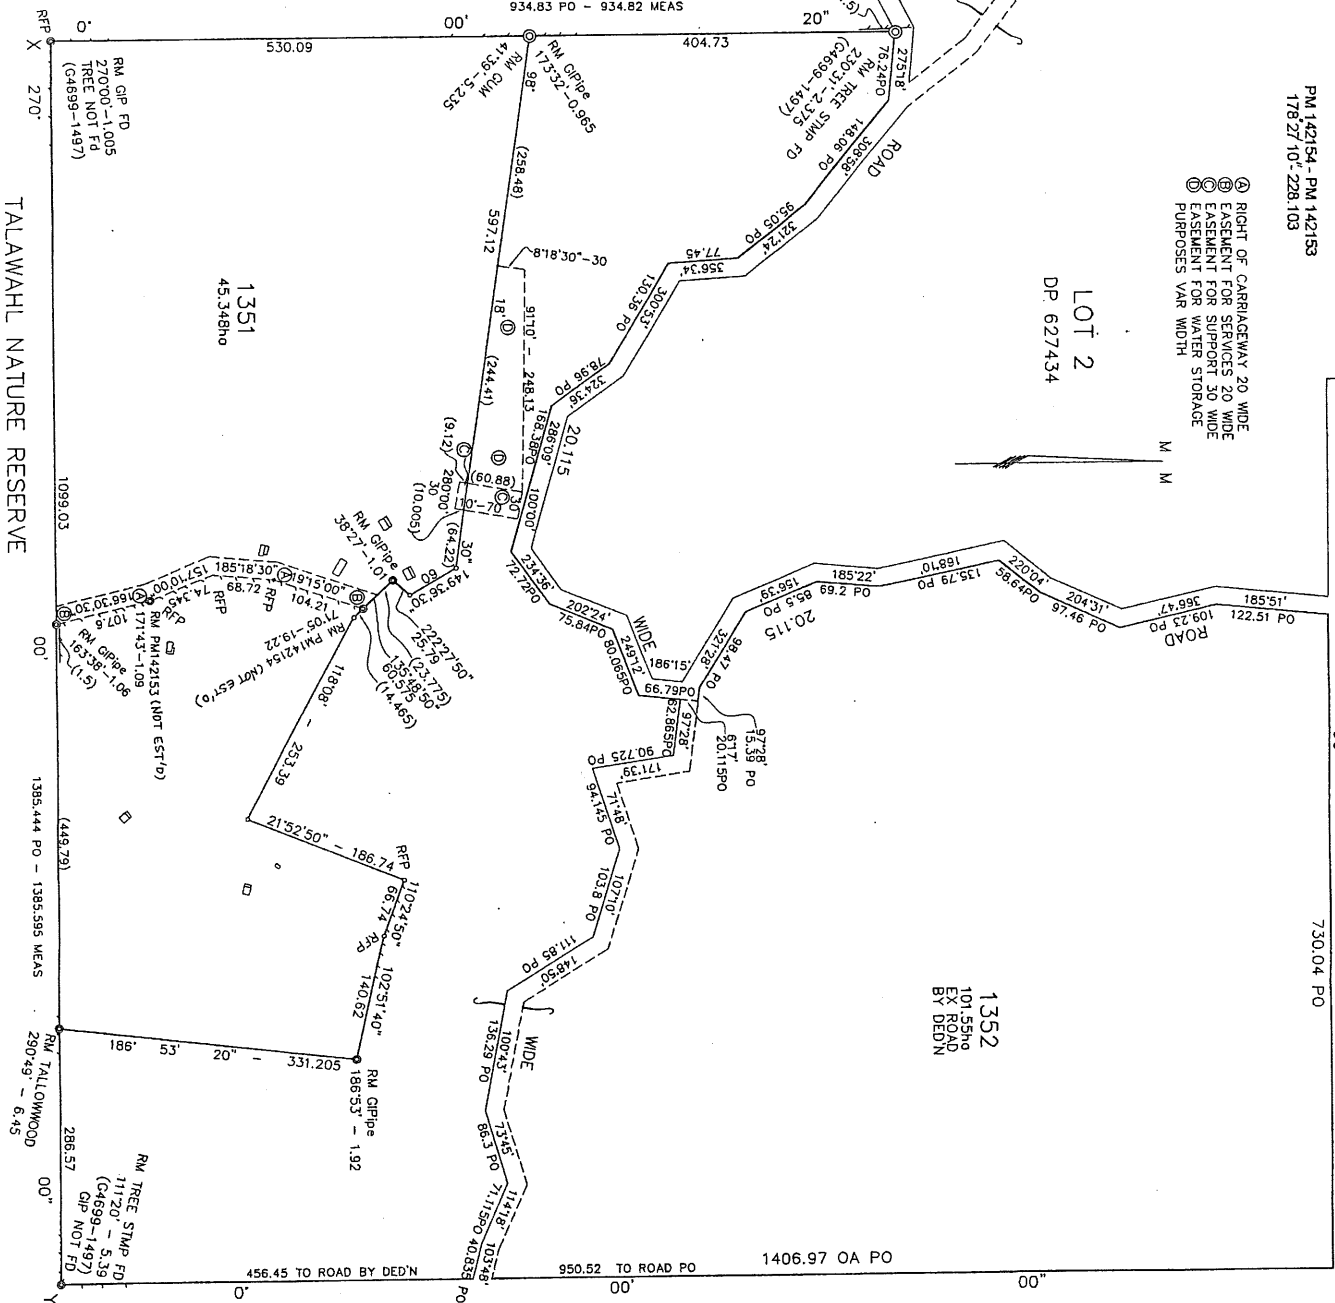 PM 142154 - PM 142153
178°27'10"- 228.103
Ⓐ RIGHT OF CARRIAGEWAY 20 WIDE
Ⓑ EASEMENT FOR SERVICES 20 WIDE
Ⓒ EASEMENT FOR SUPPORT 30 WIDE
Ⓓ EASEMENT FOR WATER STORAGE
PURPOSES VAR WIDTH
LOT 2
DP. 627434
M M
934.83 PO - 934.82 MEAS
RFP
X
0'
00'
20"
530.09
404.73
RM GIP FD
270°00'-1.005
TREE NOT Fd
(G4699-1497)
270°
RM GIPipe
173°32'-0.965
RM GUM
41°39'-5.235
RM TREE STMP FD
230°31'-2.375
(G4699-1497)
275°18'
76.24PO
308°58'
148.06 PO
ROAD
321°24'
95.05 PO
356°34'
77.45
300°53'
130.36 PO
324°36'
78.96 PO
20.115
286°09'
168.38PO
100°00'
234°36'
72.72PO
202°24'
75.84PO
WIDE
249°12'
80.065PO
186°15'
66.79PO
321°28'
98.47 PO
20.115
156.39'
85.5 PO
185°22'
69.2 PO
168°10'
135.79 PO
220°04'
58.64PO
204°31'
97.46 PO
366.47'
109.23 PO
ROAD
185°51'
122.51 PO
98°
(258.48)
597.12
8°18'30"-30
18'
Ⓓ
91°10' - 248.13
(244.41)
Ⓓ
Ⓒ
(9.12)
(60.88)
Ⓒ
30
10°-70
280°00'
30
(10.005)
(64.22)
30"
149°36'30"
60
1351
45.348ha
TALAWAHL NATURE RESERVE
1099.03
RM GIPipe
38°27'-1.01
222°27'50"
25.79
(23.775)
135°48'50"
60.575
(14.465)
RM PM142154 (NOT EST'D)
71°05'-19.22
Ⓑ
191°15'00"
104.21
Ⓐ
RFP
185°18'30"
68.72
RFP
157°10'00"
74.345
RFP
Ⓐ
166°30'30"
107.6
RM PM142153 (NOT EST'D)
171°43'-1.09
Ⓑ
RM GIPipe
163°38'-1.06
(1.5)
00'
118°08' - 253.39
21°52'50" - 186.74
RFP
110°24'50"
66.74
RFP
102°51'40"
140.62
RM GIPipe
186°53' - 1.92
186° 53' 20" - 331.205
(449.79)
1385.444 PO - 1385.595 MEAS
RM TALLOWWOOD
290°49' - 6.45
286.57
00"
RM TREE STMP FD
111°20' - 5.39
(G4699-1497)
GIP NOT FD
Y
97°28'
15.39 PO
6°17'
20.115PO
97°28'
62.865PO
171°39'
90.725 PO
71°48'
94.145 PO
107°10'
103.8 PO
148°50'
111.85 PO
WIDE
100°43'
136.29 PO
73°45'
86.3 PO
114°18'
71.115PO
103°48'
40.835 PO
1352
101.55ha
EX ROAD
BY DED'N
730.04 PO
0'
456.45 TO ROAD BY DED'N
950.52 TO ROAD PO
00'
1406.97 OA PO
00"